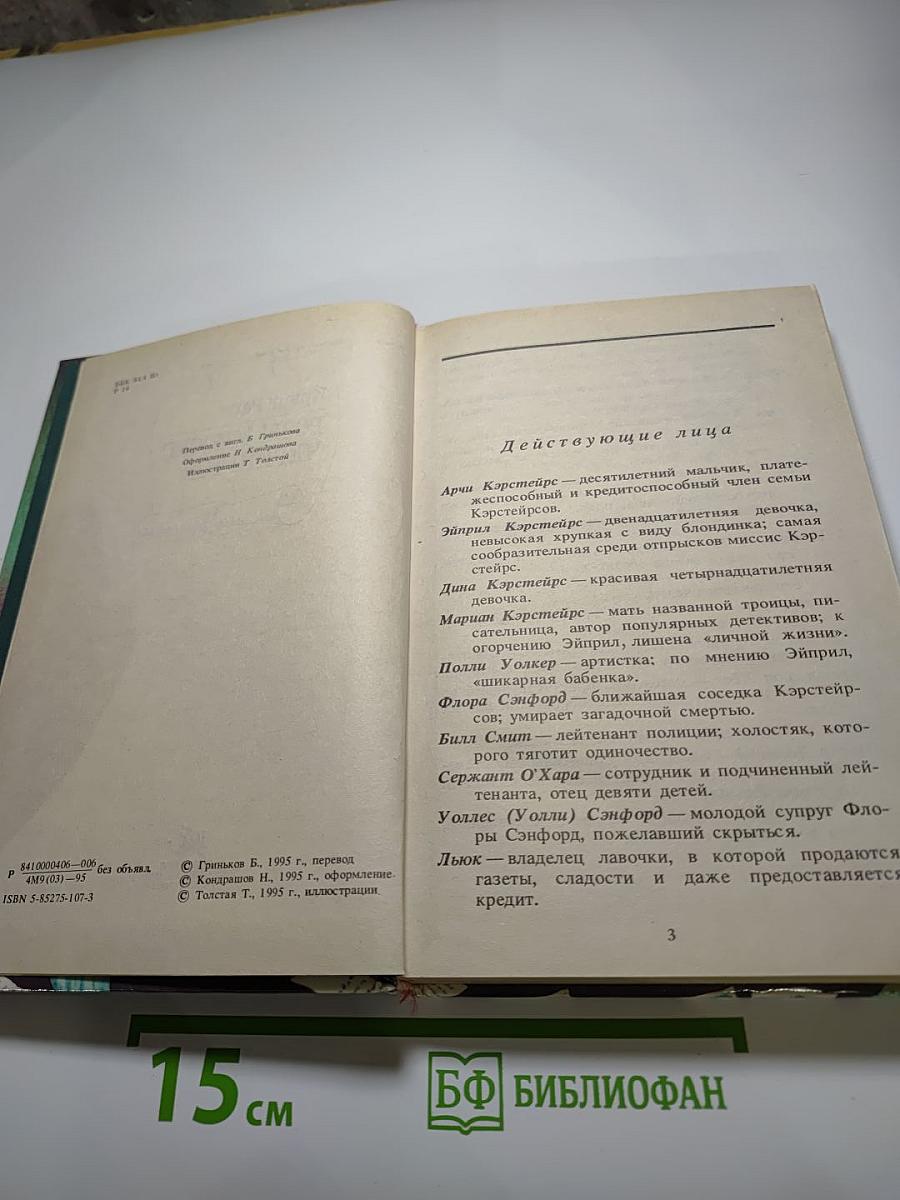 ББК 84.4
Р
Перевод с англ. Б Гринькова
Оформление Н Кондрашова
Иллюстрации Т Толстой
Р 8410000406—006 без объявл.
4М9(03)—95
ISBN 5-85275-107-3
© Гриньков Б., 1995 г., перевод
© Кондрашов Н., 1995 г., оформление.
© Толстая Т., 1995 г., иллюстрации.
Действующие лица
Арчи Кэрстейрс — десятилетний мальчик, плате-
жеспособный и кредитоспособный член семьи
Кэрстейрсов.
Эйприл Кэрстейрс — двенадцатилетняя девочка,
невысокая хрупкая с виду блондинка; самая
сообразительная среди отпрысков миссис Кэр-
стейрс.
Дина Кэрстейрс — красивая четырнадцатилетняя
девочка.
Мариан Кэрстейрс — мать названной троицы, пи-
сательница, автор популярных детективов; к
огорчению Эйприл, лишена «личной жизни».
Полли Уолкер — артистка; по мнению Эйприл,
«шикарная бабенка».
Флора Сэнфорд — ближайшая соседка Кэрстейр-
сов; умирает загадочной смертью.
Билл Смит — лейтенант полиции; холостяк, кото-
рого тяготит одиночество.
Сержант О'Хара — сотрудник и подчиненный лей-
тенанта, отец девяти детей.
Уоллес (Уолли) Сэнфорд — молодой супруг Фло-
ры Сэнфорд, пожелавший скрыться.
Льюк — владелец лавочки, в которой продаются
газеты, сладости и даже предоставляется
кредит.
3
15 см
БФ БИБЛИОФАН